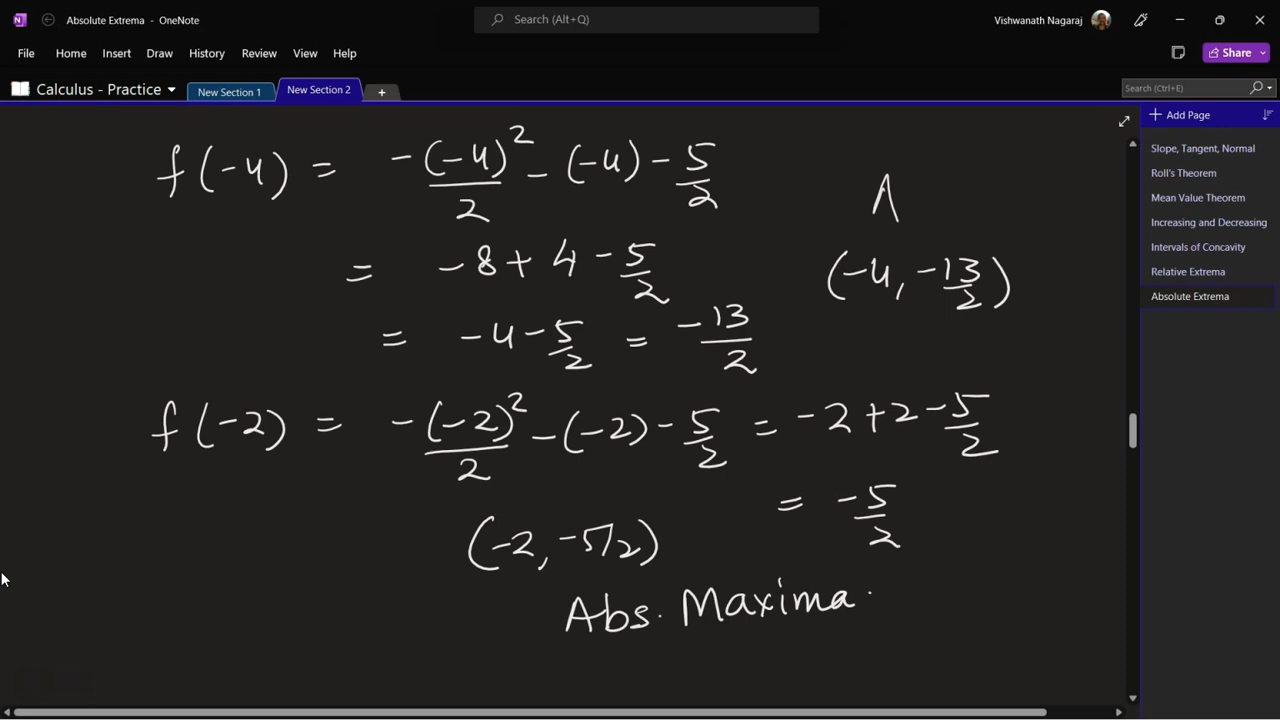 Absolute Extrema - OneNote
Search (Alt+Q)
Vishwanath Nagaraj
File Home Insert Draw History Review View Help
Share
Calculus - Practice
New Section 1
New Section 2
+
Search (Ctrl+E)
Add Page
Slope, Tangent, Normal
Roll's Theorem
Mean Value Theorem
Increasing and Decreasing
Intervals of Concavity
Relative Extrema
Absolute Extrema
f(-4) = -(-4)²/2 - (-4) - 5/2
= -8 + 4 - 5/2
= -4 - 5/2 = -13/2
(-4, -13/2)
f(-2) = -(-2)²/2 - (-2) - 5/2 = -2 + 2 - 5/2
= -5/2
(-2, -5/2)
Abs. Maxima.